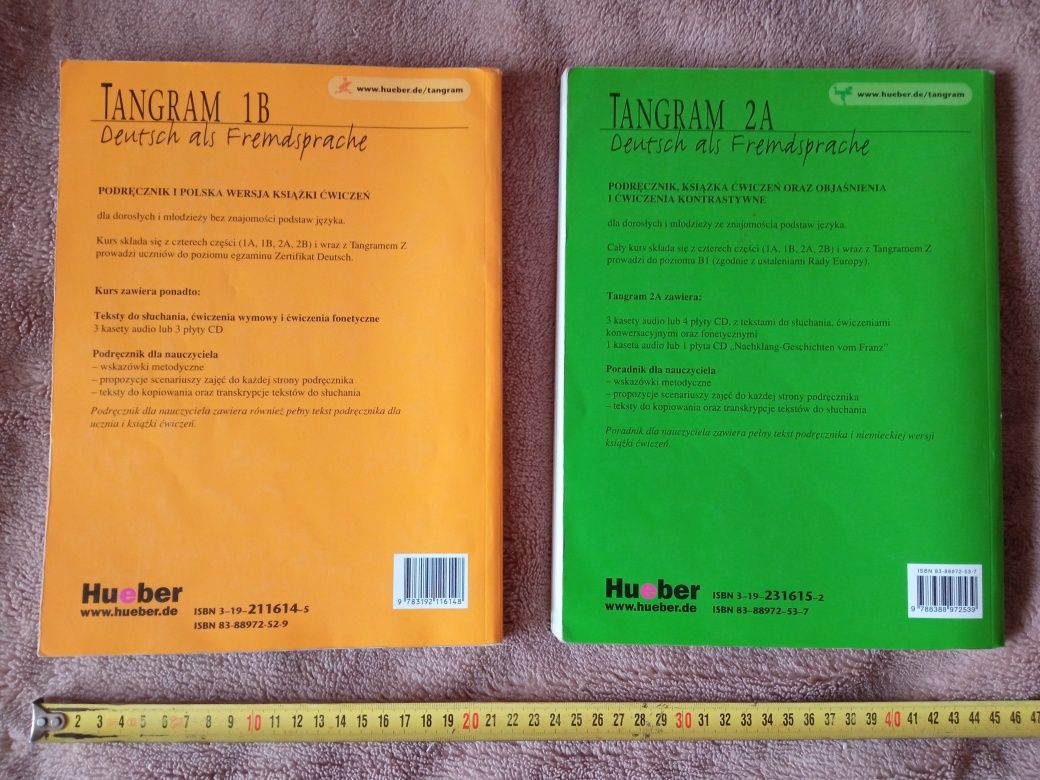 TANGRAM 1B
www.hueber.de/tangram
Deutsch als Fremdsprache
PODRĘCZNIK I POLSKA WERSJA KSIĄŻKI ĆWICZEŃ
dla dorosłych i młodzieży bez znajomości podstaw języka.
Kurs składa się z czterech części (1A, 1B, 2A, 2B) i wraz z Tangramem Z
prowadzi uczniów do poziomu egzaminu Zertifikat Deutsch.
Kurs zawiera ponadto:
Teksty do słuchania, ćwiczenia wymowy i ćwiczenia fonetyczne
3 kasety audio lub 3 płyty CD
Podręcznik dla nauczyciela
– wskazówki metodyczne
– propozycje scenariuszy zajęć do każdej strony podręcznika
– teksty do kopiowania oraz transkrypcje tekstów do słuchania
Podręcznik dla nauczyciela zawiera również pełny tekst podręcznika dla
ucznia i książki ćwiczeń.
Hueber
www.hueber.de
ISBN 3-19-211614-5
ISBN 83-88972-52-9
9 783192 116148
TANGRAM 2A
www.hueber.de/tangram
Deutsch als Fremdsprache
PODRĘCZNIK, KSIĄŻKA ĆWICZEŃ ORAZ OBJAŚNIENIA
I ĆWICZENIA KONTRASTYWNE
dla dorosłych i młodzieży ze znajomością podstaw języka.
Cały kurs składa się z czterech części (1A, 1B, 2A, 2B) i wraz z Tangramem Z
prowadzi do poziomu B1 (zgodnie z ustaleniami Rady Europy).
Tangram 2A zawiera:
3 kasety audio lub 4 płyty CD, z tekstami do słuchania, ćwiczeniami
konwersacyjnymi oraz fonetycznymi
1 kaseta audio lub 1 płyta CD „Nachklang-Geschichten vom Franz”
Poradnik dla nauczyciela
– wskazówki metodyczne
– propozycje scenariuszy zajęć do każdej strony podręcznika
– teksty do kopiowania oraz transkrypcje tekstów do słuchania
Poradnik dla nauczyciela zawiera pełny tekst podręcznika i niemieckiej wersji
książki ćwiczeń.
Hueber
www.hueber.de
ISBN 3-19-231615-2
ISBN 83-88972-53-7
ISBN 83-88972-53-7
9 788388 972539
2 3 4 5 6 7 8 9 10 11 12 13 14 15 16 17 18 19 20 21 22 23 24 25 26 27 28 29 30 31 32 33 34 35 36 37 38 39 40 41 42 43 44 45 46 47